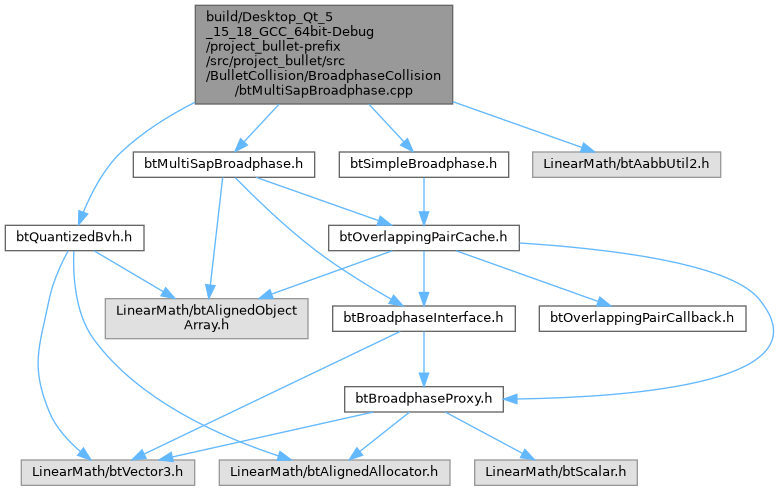 build/Desktop_Qt_5
_15_18_GCC_64bit-Debug
/project_bullet-prefix
/src/project_bullet/src
/BulletCollision/BroadphaseCollision
/btMultiSapBroadphase.cpp
btMultiSapBroadphase.h
btSimpleBroadphase.h
LinearMath/btAabbUtil2.h
btQuantizedBvh.h
btOverlappingPairCache.h
LinearMath/btAlignedObject
Array.h
btBroadphaseInterface.h
btOverlappingPairCallback.h
btBroadphaseProxy.h
LinearMath/btVector3.h
LinearMath/btAlignedAllocator.h
LinearMath/btScalar.h